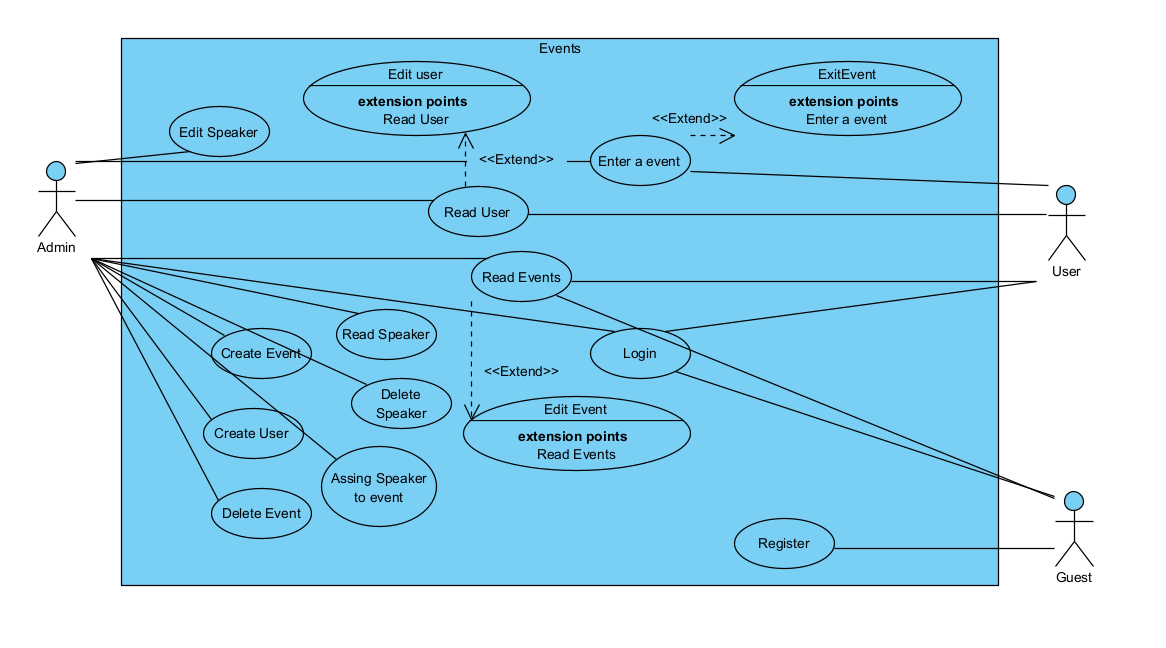 Events
Edit user
extension points
Read User
ExitEvent
extension points
Enter a event
<<Extend>>
Edit Speaker
<<Extend>>
Enter a event
Admin
Read User
User
Read Events
Read Speaker
Create Event
Login
<<Extend>>
Delete
Speaker
Edit Event
extension points
Read Events
Create User
Assing Speaker
to event
Delete Event
Register
Guest